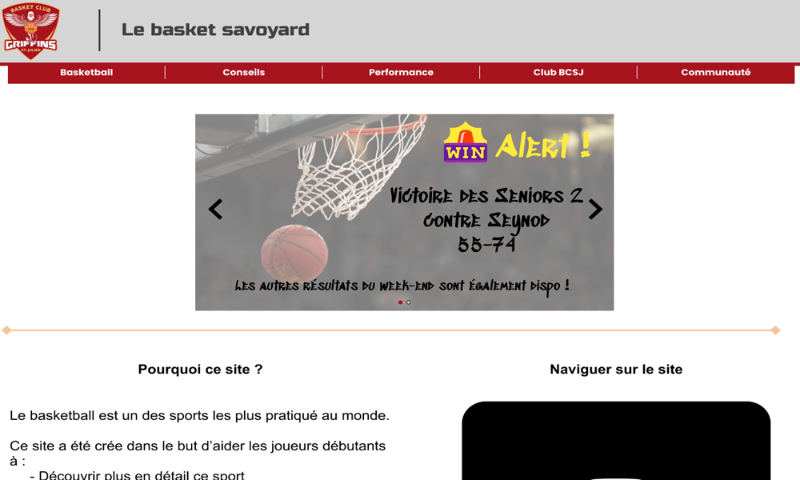 BASKET CLUB
GRIFFINS
ST-JULIEN
Le basket savoyard
Basketball
Conseils
Performance
Club BCSJ
Communauté
WIN Alert !
Victoire des Seniors 2
contre Seynod
55-74
Les autres résultats du week-end sont également dispo !
Pourquoi ce site ?
Le basketball est un des sports les plus pratiqué au monde.
Ce site a été crée dans le but d'aider les joueurs débutants
à :
- Découvrir plus en détail ce sport
Naviguer sur le site